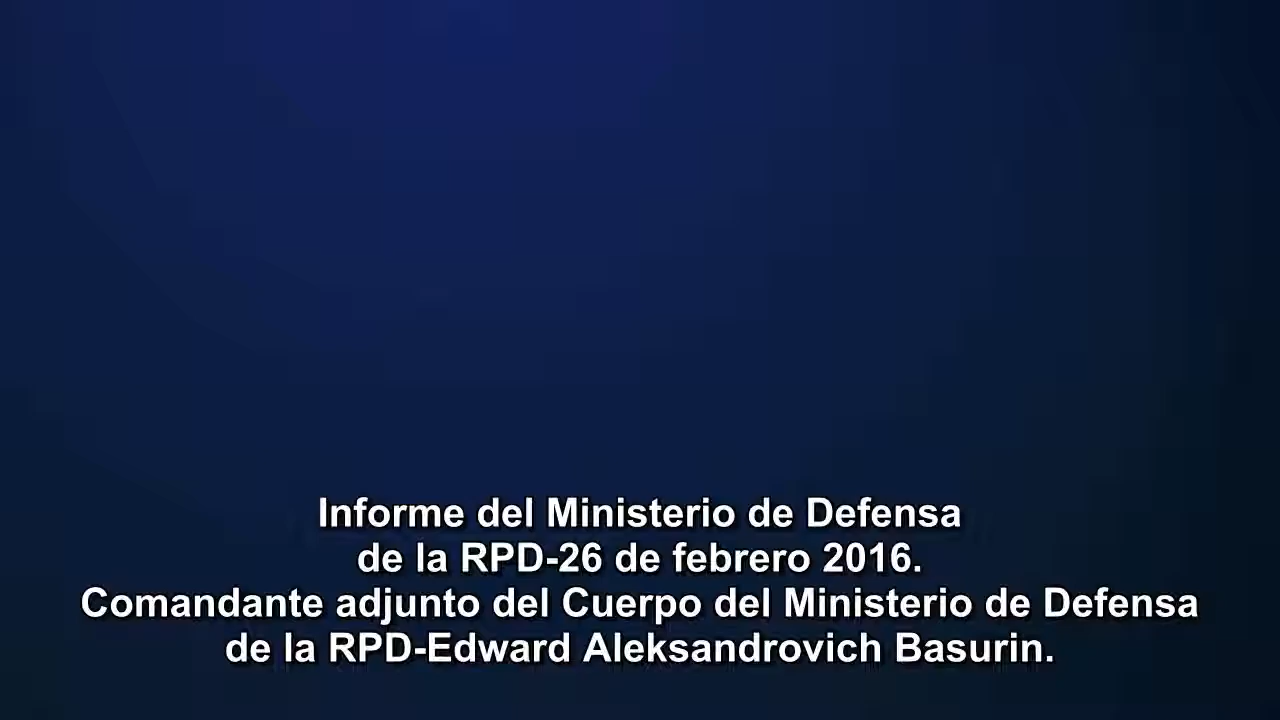 Informe del Ministerio de Defensa
de la RPD-26 de febrero 2016.
Comandante adjunto del Cuerpo del Ministerio de Defensa
de la RPD-Edward Aleksandrovich Basurin.